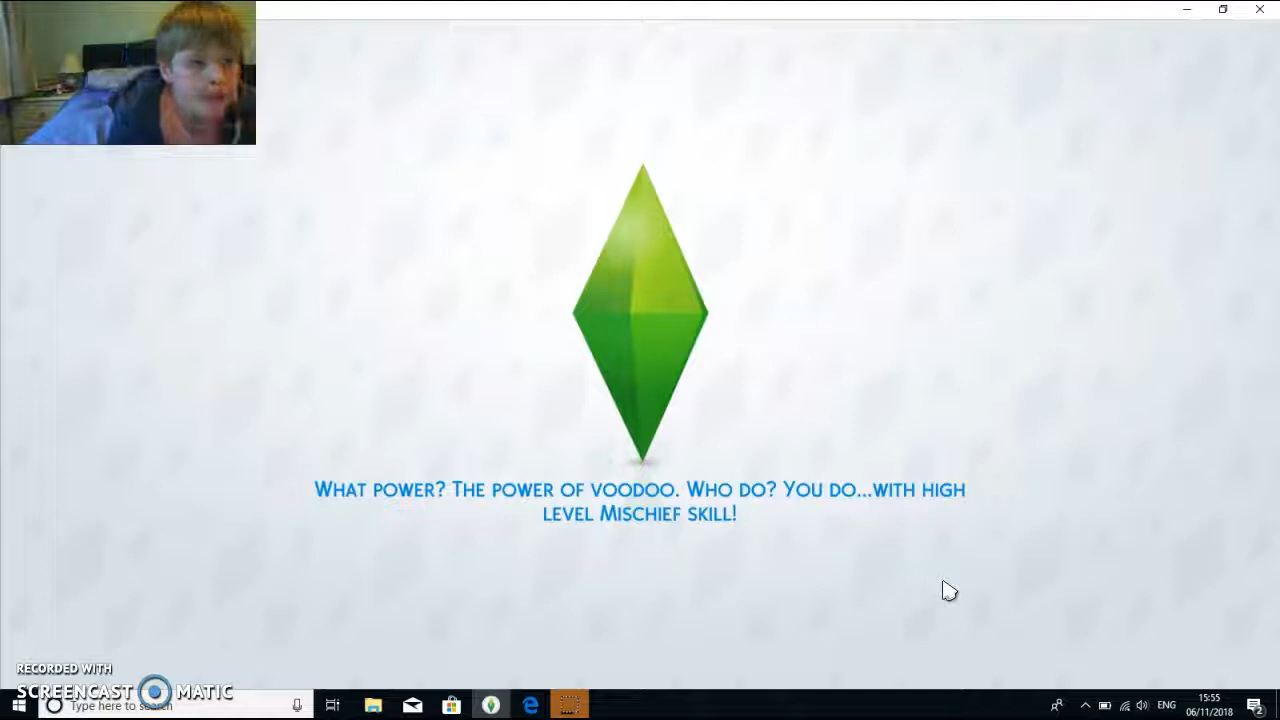 What power? The power of voodoo. Who do? You do...with high
level Mischief skill!
RECORDED WITH
SCREENCAST MATIC
Type here to search
ENG
15:55
06/11/2018
2